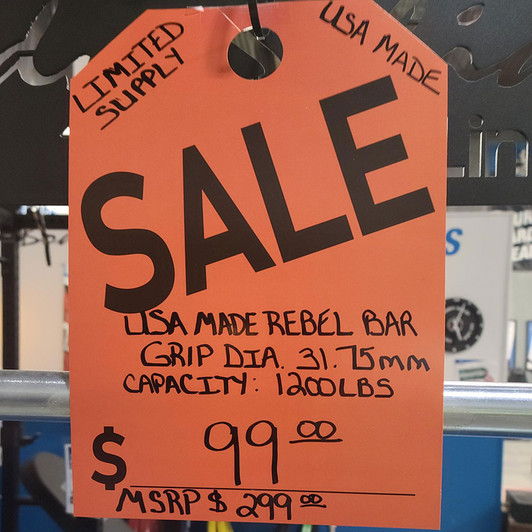 LIMITED
SUPPLY
USA MADE
SALE
USA MADE REBEL BAR
GRIP DIA. 31.75mm
CAPACITY: 1200LBS
$ 99.00
MSRP $ 299.00